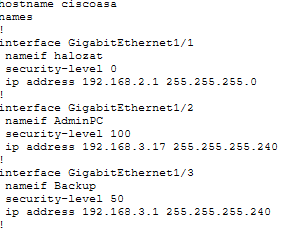 hostname ciscoasa
names
!
interface GigabitEthernet1/1
 nameif halozat
 security-level 0
 ip address 192.168.2.1 255.255.255.0
!
interface GigabitEthernet1/2
 nameif AdminPC
 security-level 100
 ip address 192.168.3.17 255.255.255.240
!
interface GigabitEthernet1/3
 nameif Backup
 security-level 50
 ip address 192.168.3.1 255.255.255.240
!